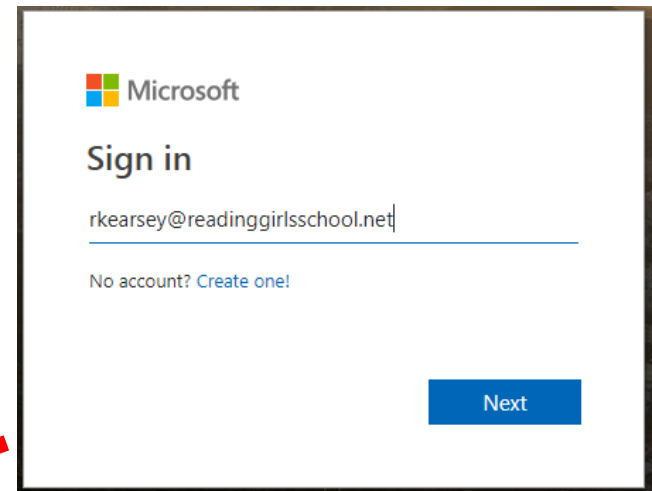 Microsoft
Sign in
rkearsey@readinggirlsschool.net
No account? Create one!
Next